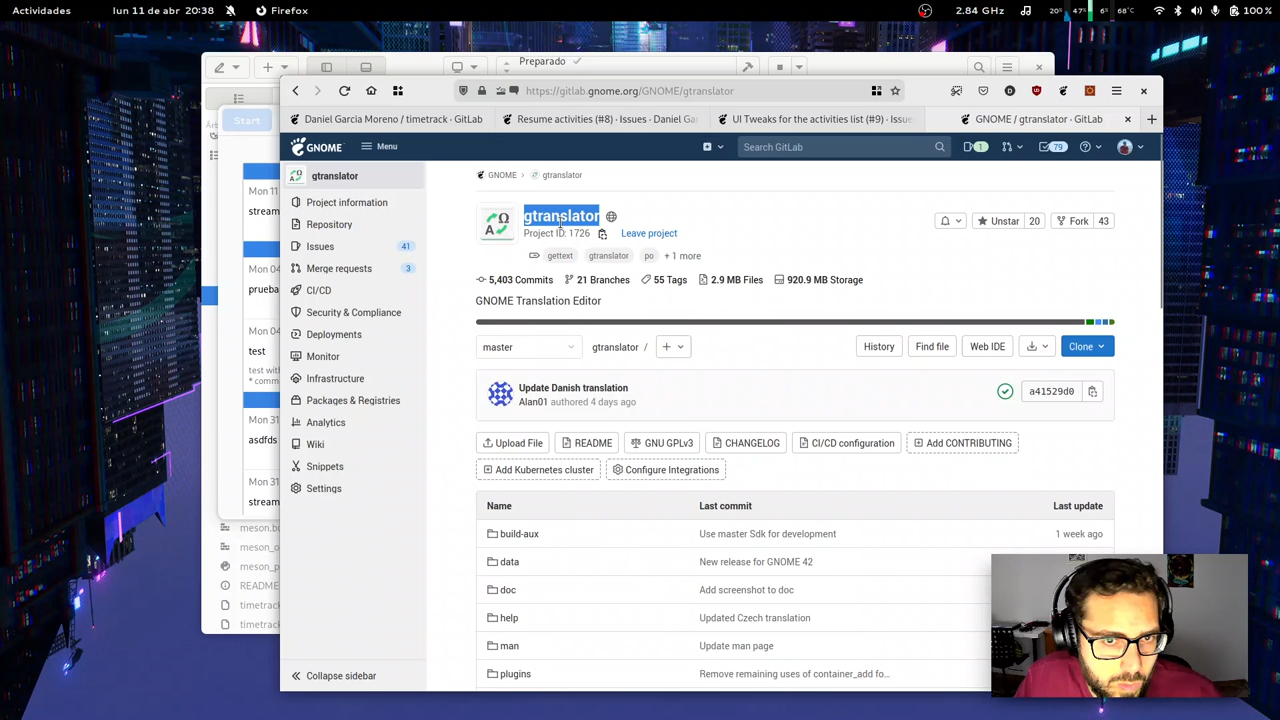 Actividades
lun 11 de abr 20:38
Firefox
2.84 GHz
20%
47%
6%
68°C
100 %
Preparado
https://gitlab.gnome.org/GNOME/gtranslator
Start
Daniel Garcia Moreno / timetrack · GitLab
Resume activities (#8) · Issues · Daniel Gar
UI Tweaks for the activities list (#9) · Issues
GNOME / gtranslator · GitLab
GNOME
Menu
Search GitLab
1
79
gtranslator
GNOME
gtranslator
Project information
Repository
Issues 41
Merge requests 3
CI/CD
Security & Compliance
Deployments
Monitor
Infrastructure
Packages & Registries
Analytics
Wiki
Snippets
Settings
Collapse sidebar
Mon 11
stream
Mon 04
prueba
Mon 04
test
test with
* comme
Mon 31
asdfds
Mon 31
stream
README
timetrack
timetrack
gtranslator
Project ID: 1726
Leave project
Unstar 20
Fork 43
gettext
gtranslator
po
+ 1 more
5,403 Commits
21 Branches
55 Tags
2.9 MB Files
920.9 MB Storage
GNOME Translation Editor
master
gtranslator /
History
Find file
Web IDE
Clone
Update Danish translation
Alan01 authored 4 days ago
a41529d0
Upload File
README
GNU GPLv3
CHANGELOG
CI/CD configuration
Add CONTRIBUTING
Add Kubernetes cluster
Configure Integrations
Name
Last commit
Last update
build-aux
Use master Sdk for development
1 week ago
data
New release for GNOME 42
doc
Add screenshot to doc
help
Updated Czech translation
man
Update man page
plugins
Remove remaining uses of container_add fo...